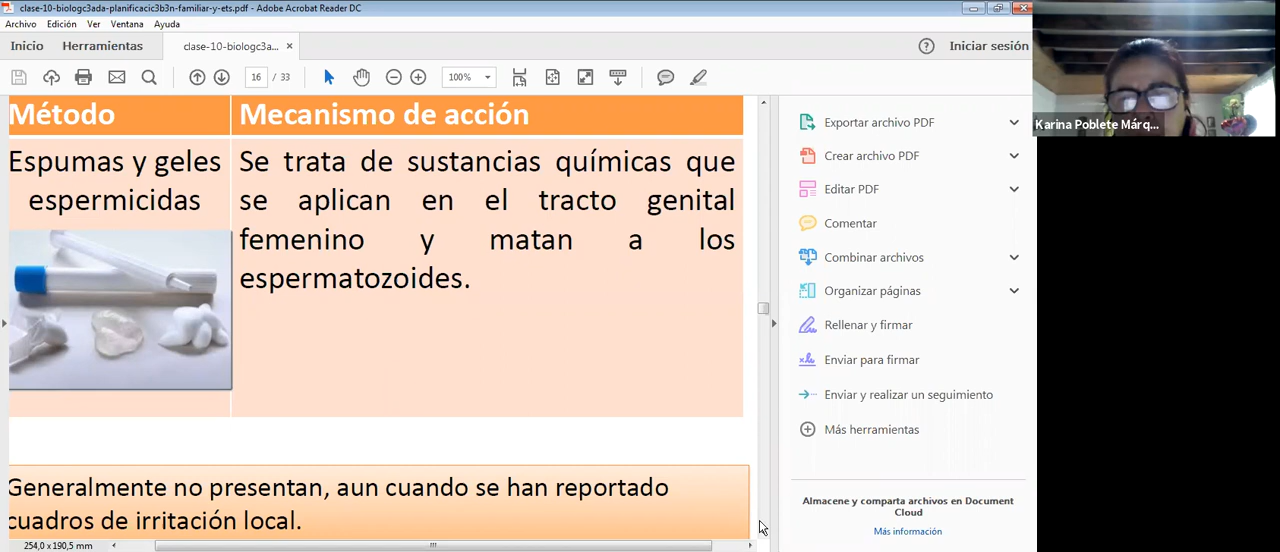 clase-10-biologc3ada-planificacic3b3n-familiar-y-ets.pdf - Adobe Acrobat Reader DC
Archivo Edición Ver Ventana Ayuda
Inicio Herramientas clase-10-biologc3a... × Iniciar sesión
16 / 33 100%
Método Mecanismo de acción
Espumas y geles
espermicidas
Se trata de sustancias químicas que
se aplican en el tracto genital
femenino y matan a los
espermatozoides.
Generalmente no presentan, aun cuando se han reportado
cuadros de irritación local.
254,0 x 190,5 mm
Exportar archivo PDF
Crear archivo PDF
Editar PDF
Comentar
Combinar archivos
Organizar páginas
Rellenar y firmar
Enviar para firmar
Enviar y realizar un seguimiento
Más herramientas
Almacene y comparta archivos en Document
Cloud
Más información
Karina Poblete Márq...